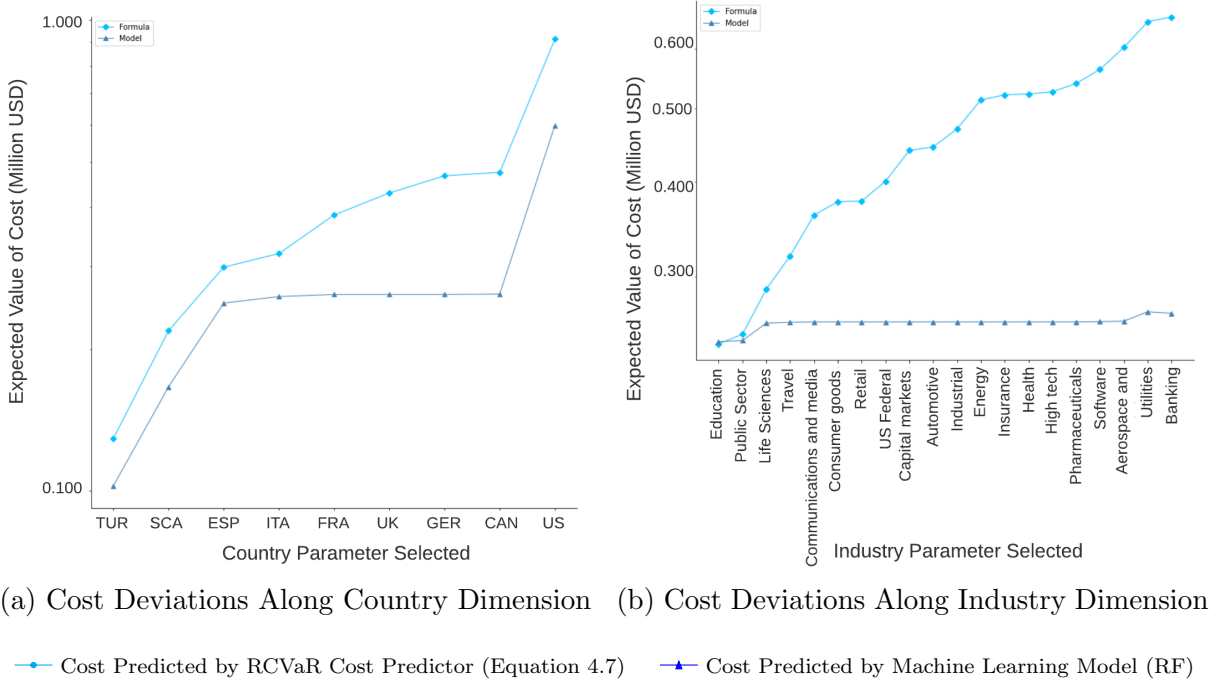 Expected Value of Cost (Million USD)
1.000
0.100
Formula
Model
TUR SCA ESP ITA FRA UK GER CAN US
Country Parameter Selected
(a) Cost Deviations Along Country Dimension
Expected Value of Cost (Million USD)
0.600
0.500
0.400
0.300
Formula
Model
Education
Public Sector
Life Sciences
Travel
Communications and media
Consumer goods
Retail
US Federal
Capital markets
Automotive
Industrial
Energy
Insurance
Health
High tech
Pharmaceuticals
Software
Aerospace and
Utilities
Banking
Industry Parameter Selected
(b) Cost Deviations Along Industry Dimension
Cost Predicted by RCVaR Cost Predictor (Equation 4.7)
Cost Predicted by Machine Learning Model (RF)